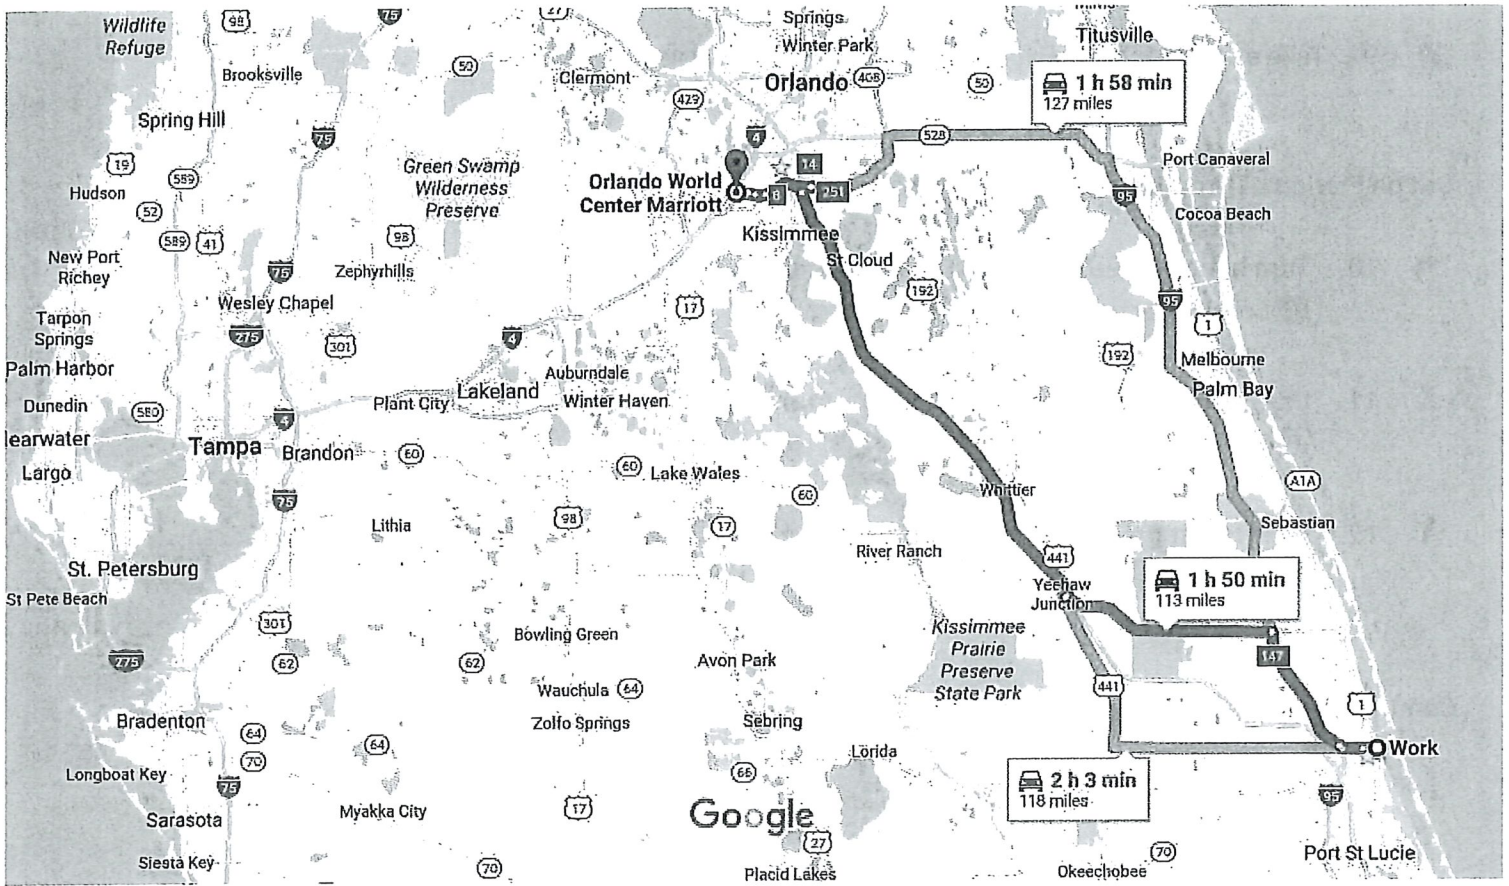 Wildlife
Refuge
98
75
27
Springs
Winter Park
Titusville
Brooksville
50
Clermont
Orlando
408
50
1 h 58 min
127 miles
429
Spring Hill
75
4
528
19
589
Hudson
52
Green Swamp
Wilderness
Preserve
14
Orlando World
Center Marriott
8
251
Port Canaveral
95
Cocoa Beach
589
41
98
Kissimmee
New Port
Richey
75
Zephyrhills
St Cloud
192
Wesley Chapel
17
95
Tarpon
Springs
275
301
4
1
192
Melbourne
Palm Harbor
Auburndale
Lakeland
Palm Bay
Dunedin
580
4
Plant City
Winter Haven
learwater
Tampa
Brandon
60
60
Lake Wales
Largo
75
60
Whittier
A1A
Lithia
98
17
Sebastian
River Ranch
441
St. Petersburg
Yeehaw
Junction
1 h 50 min
113 miles
St Pete Beach
301
Bowling Green
Kissimmee
Prairie
Preserve
State Park
275
62
62
Avon Park
147
Wauchula
64
441
1
Bradenton
64
Zolfo Springs
Sebring
64
70
Lorida
Work
Longboat Key
66
2 h 3 min
118 miles
75
Myakka City
17
Google
95
Sarasota
27
Siesta Key
70
Placid Lakes
70
Okeechobee
Port St Lucie